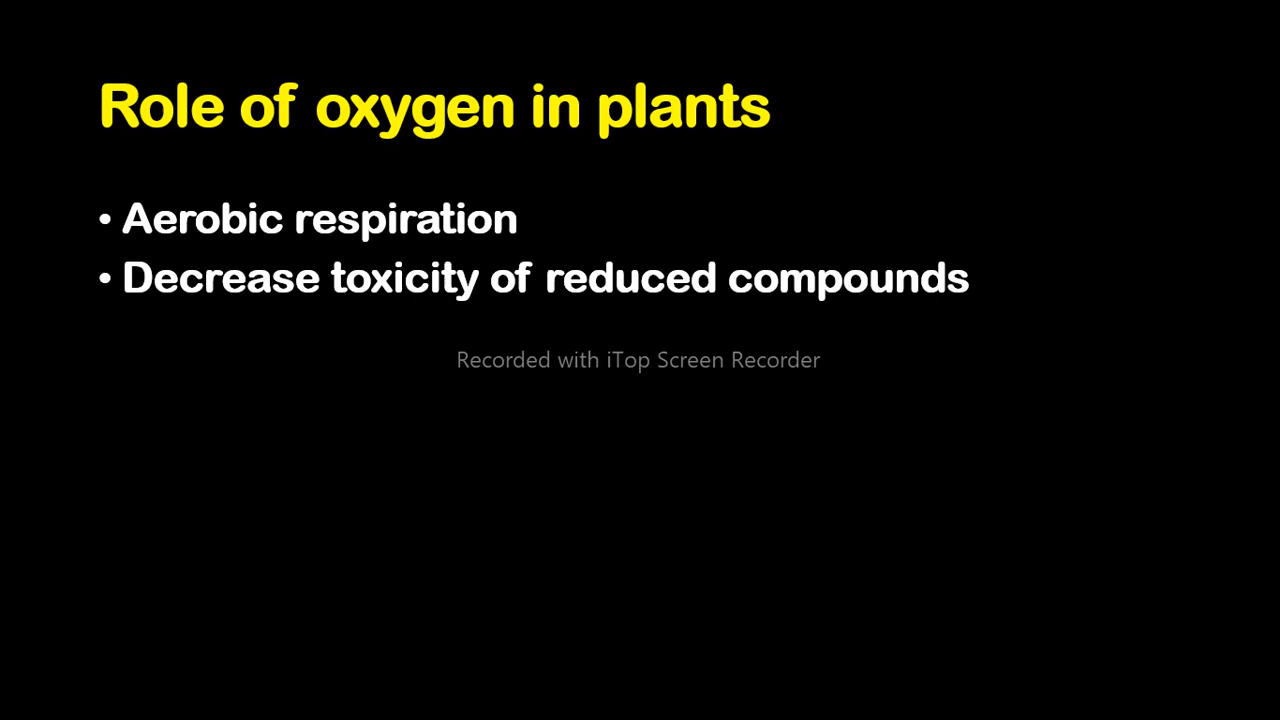 Role of oxygen in plants
• Aerobic respiration
• Decrease toxicity of reduced compounds
Recorded with iTop Screen Recorder